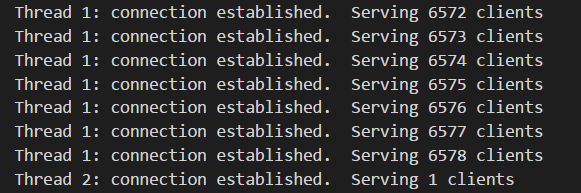 Thread 1: connection established.  Serving 6572 clients
Thread 1: connection established.  Serving 6573 clients
Thread 1: connection established.  Serving 6574 clients
Thread 1: connection established.  Serving 6575 clients
Thread 1: connection established.  Serving 6576 clients
Thread 1: connection established.  Serving 6577 clients
Thread 1: connection established.  Serving 6578 clients
Thread 2: connection established.  Serving 1 clients